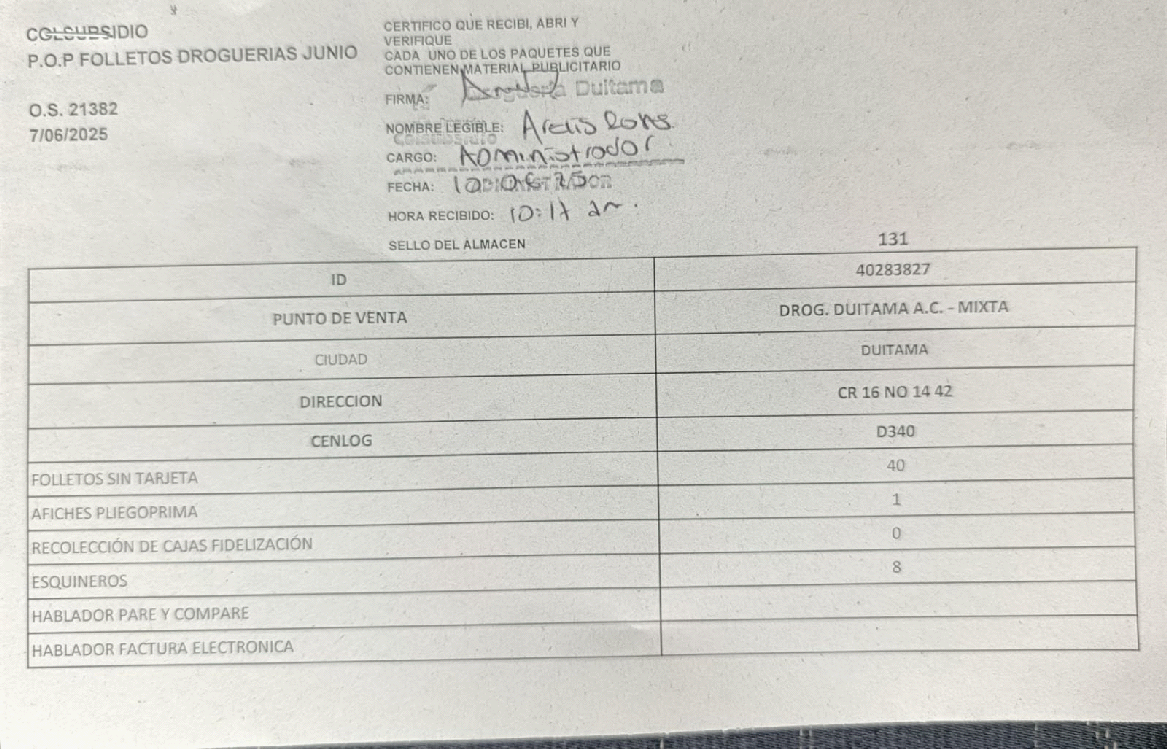 COLSUBSIDIO
P.O.P FOLLETOS DROGUERIAS JUNIO
O.S. 21382
7/06/2025
CERTIFICO QUE RECIBI, ABRI Y
VERIFIQUE
CADA UNO DE LOS PAQUETES QUE
CONTIENEN MATERIAL PUBLICITARIO
FIRMA: Duitama
NOMBRE LEGIBLE:
CARGO: Administrador
FECHA:
HORA RECIBIDO: 10:17 am.
SELLO DEL ALMACEN
131
ID 40283827
PUNTO DE VENTA DROG. DUITAMA A.C. - MIXTA
CIUDAD DUITAMA
DIRECCION CR 16 NO 14 42
CENLOG D340
FOLLETOS SIN TARJETA 40
AFICHES PLIEGOPRIMA 1
RECOLECCIÓN DE CAJAS FIDELIZACIÓN 0
ESQUINEROS 8
HABLADOR PARE Y COMPARE
HABLADOR FACTURA ELECTRONICA